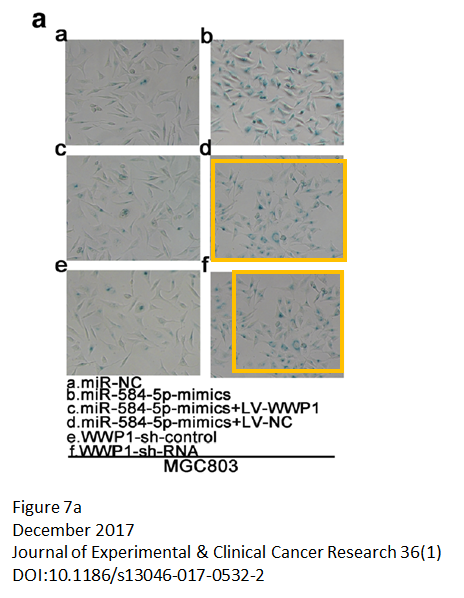 a
a
b
c
d
e
f
a.miR-NC
b.miR-584-5p-mimics
c.miR-584-5p-mimics+LV-WWP1
d.miR-584-5p-mimics+LV-NC
e.WWP1-sh-control
f.WWP1-sh-RNA
MGC803
Figure 7a
December 2017
Journal of Experimental & Clinical Cancer Research 36(1)
DOI:10.1186/s13046-017-0532-2